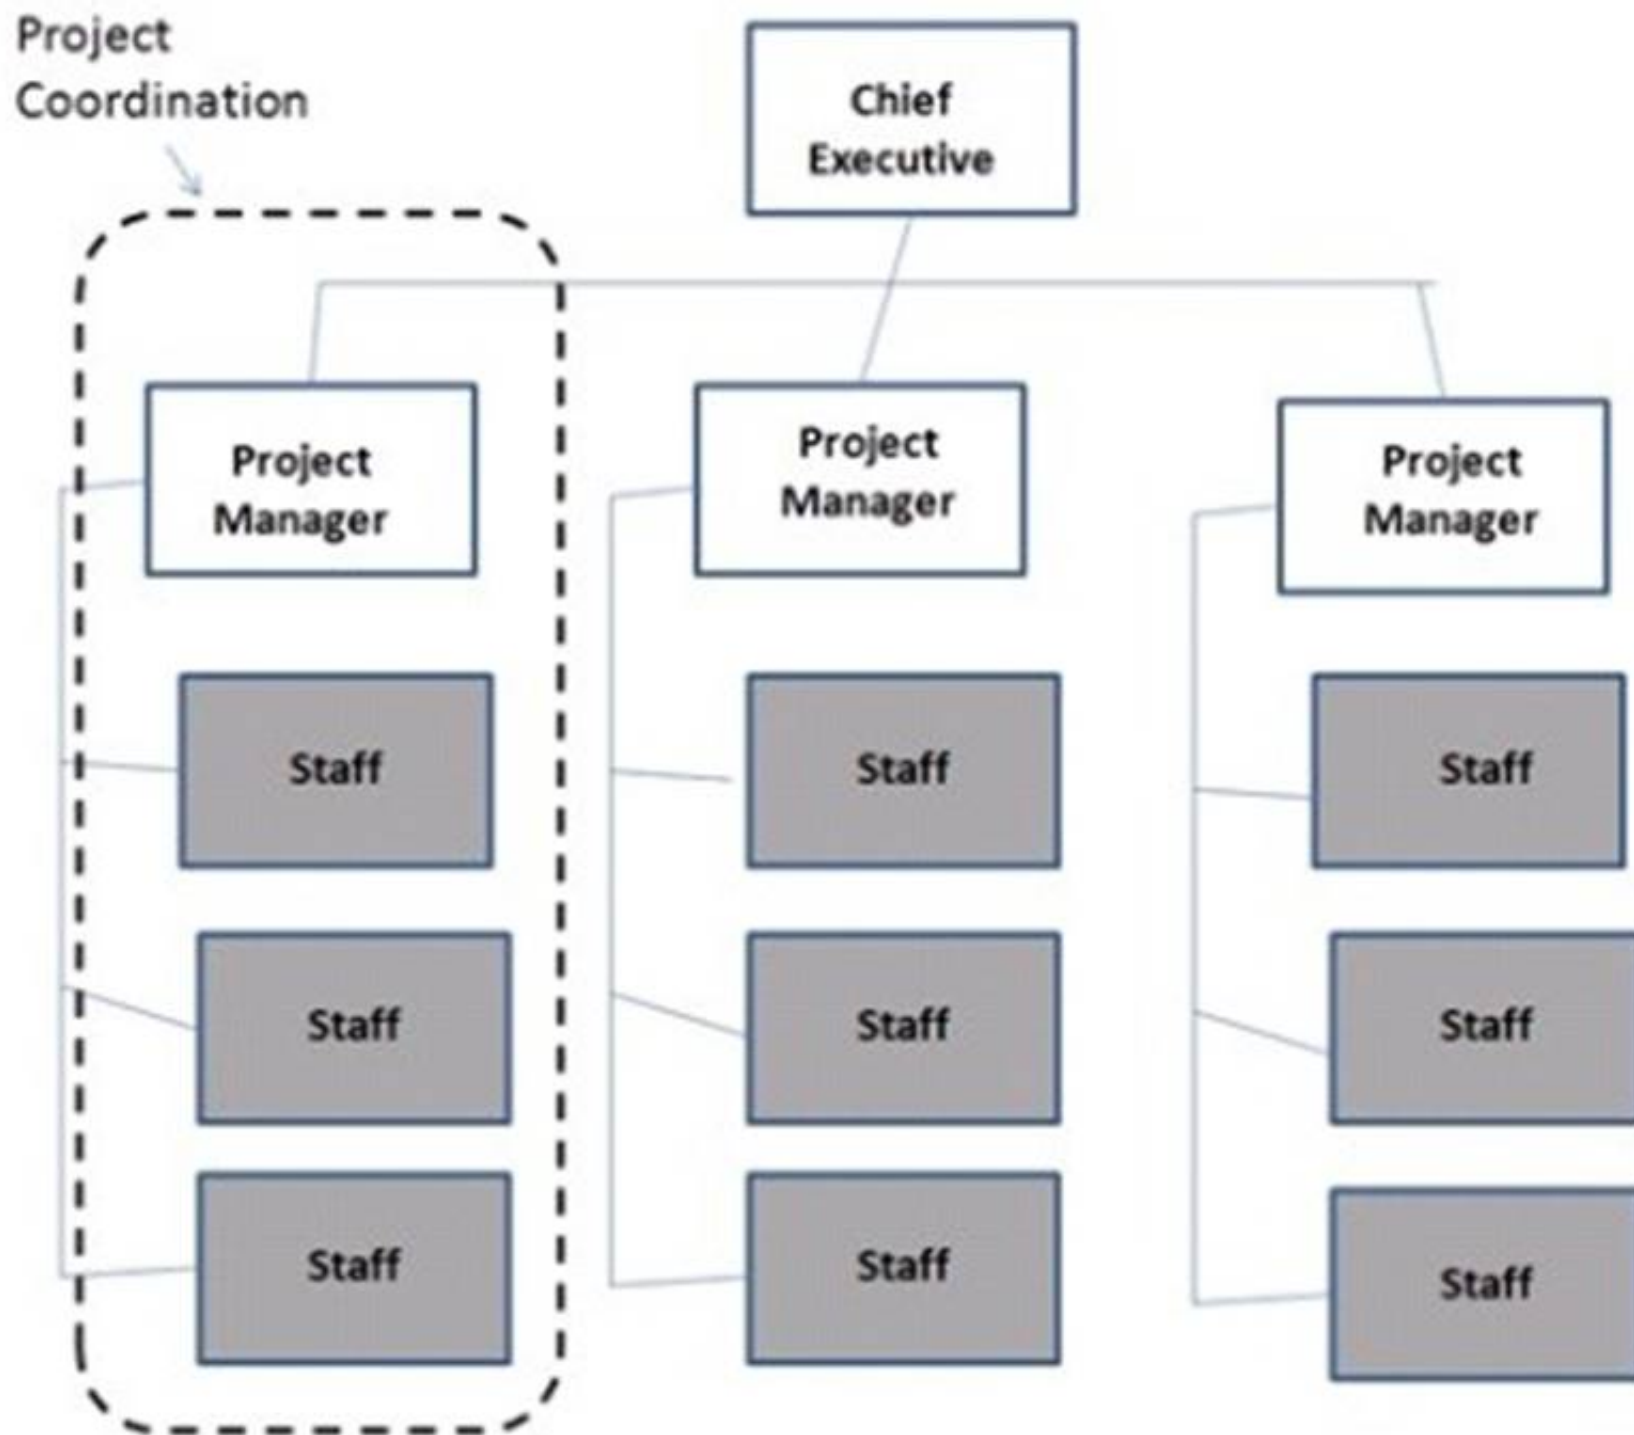 Project
Coordination
Chief
Executive
Project
Manager
Project
Manager
Project
Manager
Staff
Staff
Staff
Staff
Staff
Staff
Staff
Staff
Staff